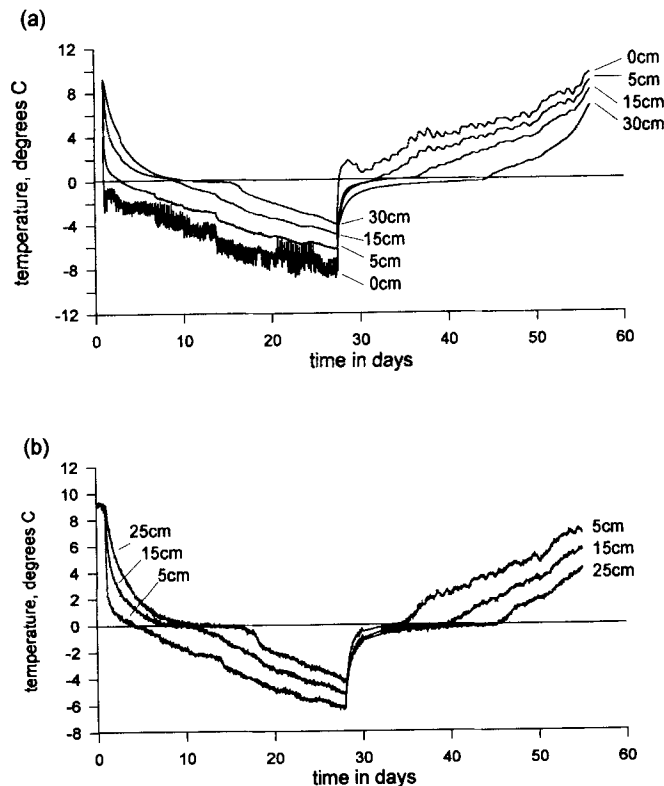 (a)
12
8
4
0
-4
-8
-12
temperature, degrees C
0cm
5cm
15cm
30cm
30cm
15cm
5cm
0cm
0 10 20 30 40 50 60
time in days
(b)
12
10
8
6
4
2
0
-2
-4
-6
-8
temperature, degrees C
25cm
15cm
5cm
5cm
15cm
25cm
0 10 20 30 40 50 60
time in days